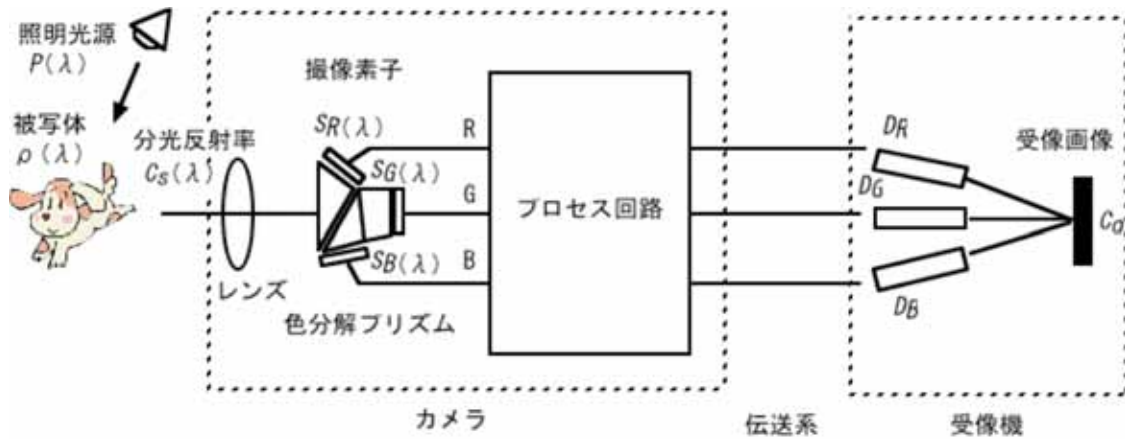 照明光源
P(λ)
被写体
ρ(λ)
分光反射率
Cs(λ)
レンズ
撮像素子
SR(λ)
SG(λ)
SB(λ)
色分解プリズム
R
G
B
プロセス回路
カメラ
伝送系
DR
DG
DB
受像画像
Cd
受像機